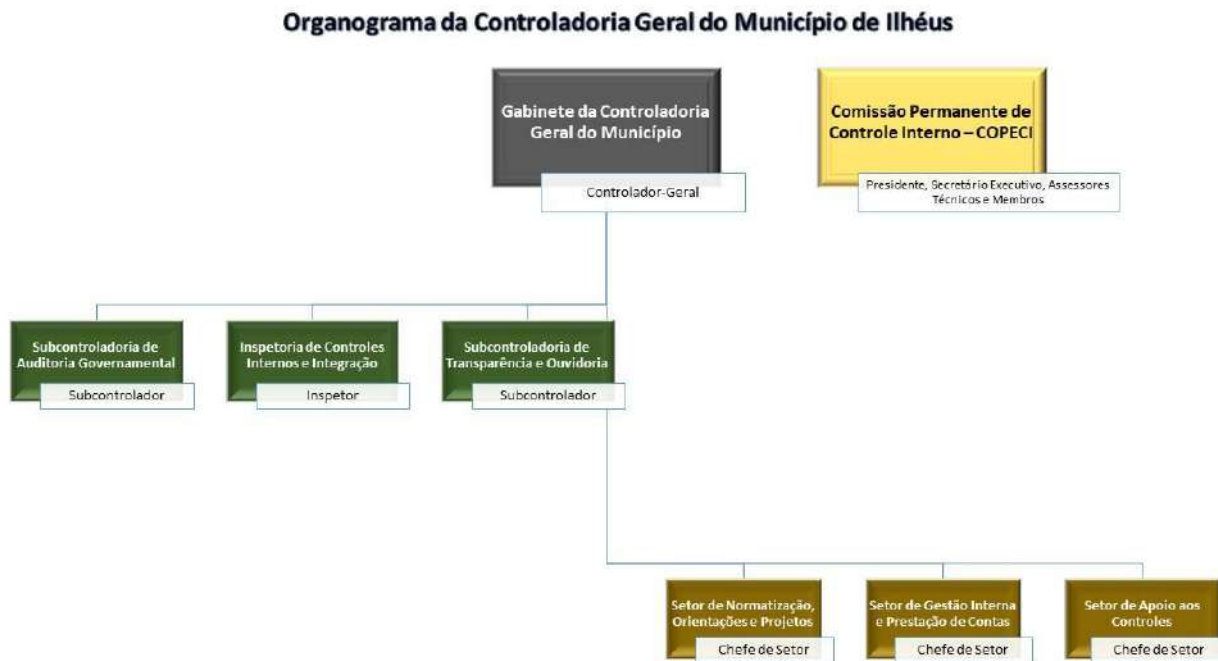 Organograma da Controladoria Geral do Município de Ilhéus
Gabinete da Controladoria
Geral do Município
Controlador-Geral
Comissão Permanente de
Controle Interno – COPECI
Presidente, Secretário Executivo, Assessores
Técnicos e Membros
Subcontroladoria de
Auditoria Governamental
Subcontrolador
Inspetoria de Controles
Internos e Integração
Inspetor
Subcontroladoria de
Transparência e Ouvidoria
Subcontrolador
Setor de Normatização,
Orientações e Projetos
Chefe de Setor
Setor de Gestão Interna
e Prestação de Contas
Chefe de Setor
Setor de Apoio aos
Controles
Chefe de Setor